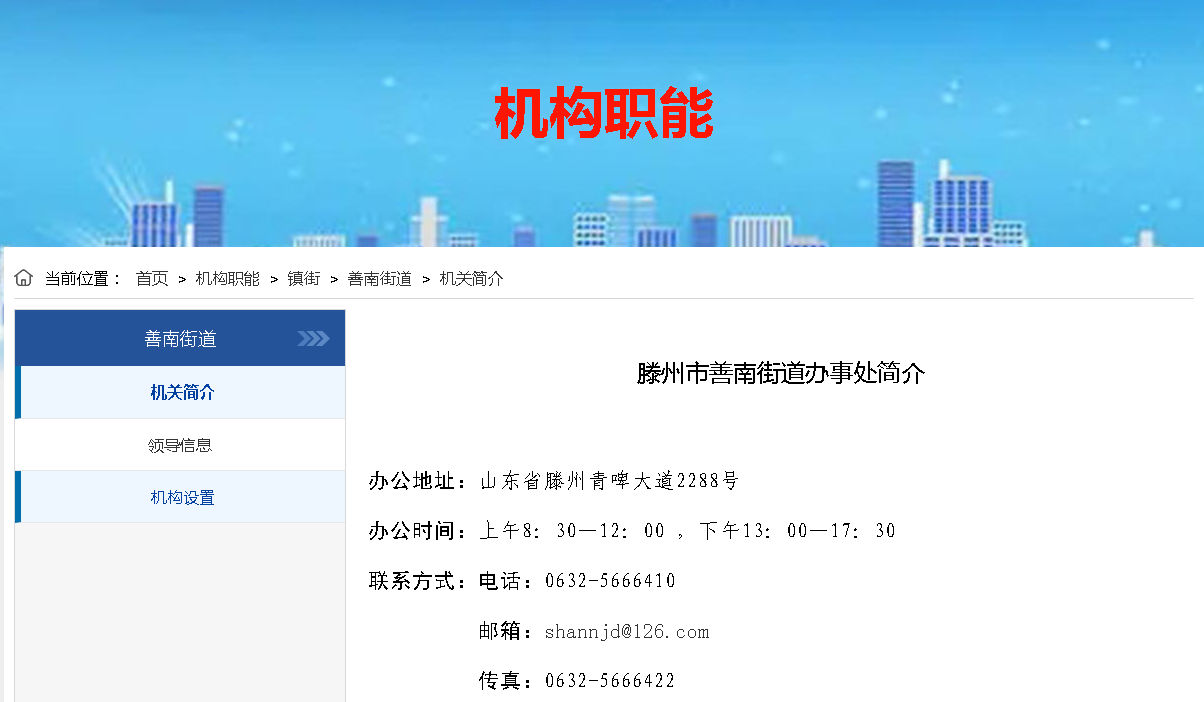 机构职能
当前位置： 首页 > 机构职能 > 镇街 > 善南街道 > 机关简介
善南街道
机关简介
领导信息
机构设置
滕州市善南街道办事处简介
办公地址：山东省滕州青啤大道2288号
办公时间：上午8：30—12：00 ，下午13：00—17：30
联系方式：电话：0632-5666410
邮箱：shannjd@126.com
传真：0632-5666422